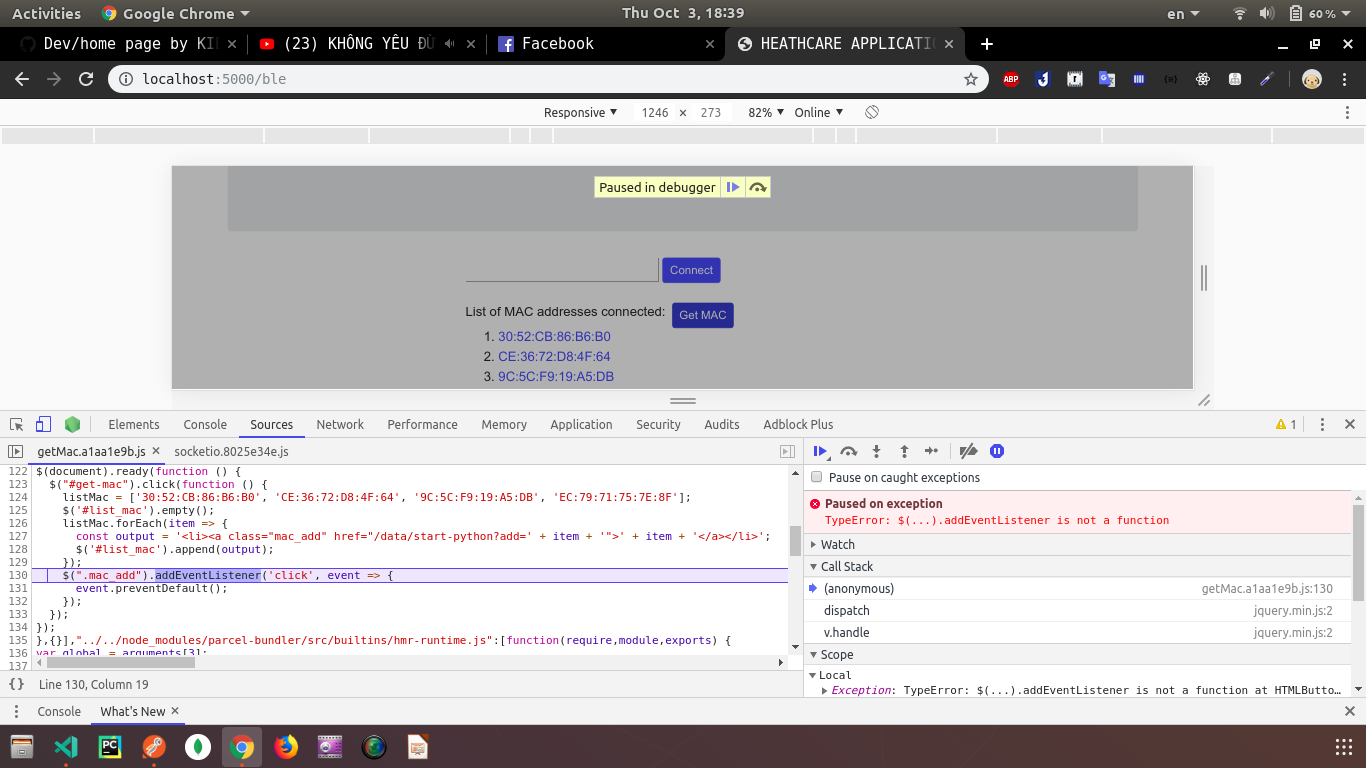 Activities Google Chrome Thu Oct 3, 18:39 en 60%
Dev/home page by (23) KHÔNG YÊU Facebook HEATHCARE APPLICATI
localhost:5000/ble ABP
Responsive 1246 × 273 82% Online
Paused in debugger
Connect
List of MAC addresses connected: Get MAC
1. 30:52:CB:86:B6:B0
2. CE:36:72:D8:4F:64
3. 9C:5C:F9:19:A5:DB
Elements Console Sources Network Performance Memory Application Security Audits Adblock Plus 1
getMac.a1aa1e9b.js socketio.8025e34e.js
122 $(document).ready(function () {
123 $("#get-mac").click(function () {
124 listMac = ['30:52:CB:86:B6:B0', 'CE:36:72:D8:4F:64', '9C:5C:F9:19:A5:DB', 'EC:79:71:75:7E:8F'];
125 $('#list_mac').empty();
126 listMac.forEach(item => {
127 const output = '<li><a class="mac_add" href="/data/start-python?add=' + item + '">' + item + '</a></li>';
128 $('#list_mac').append(output);
129 });
130 $(".mac_add").addEventListener('click', event => {
131 event.preventDefault();
132 });
133 });
134 });
135 },{}],"../../node_modules/parcel-bundler/src/builtins/hmr-runtime.js":[function(require,module,exports) {
136 var global = arguments[3];
137
{} Line 130, Column 19
Pause on caught exceptions
Paused on exception
TypeError: $(...).addEventListener is not a function
Watch
Call Stack
(anonymous) getMac.a1aa1e9b.js:130
dispatch jquery.min.js:2
v.handle jquery.min.js:2
Scope
Local
Exception: TypeError: $(...).addEventListener is not a function at HTMLButto…
Console What's New